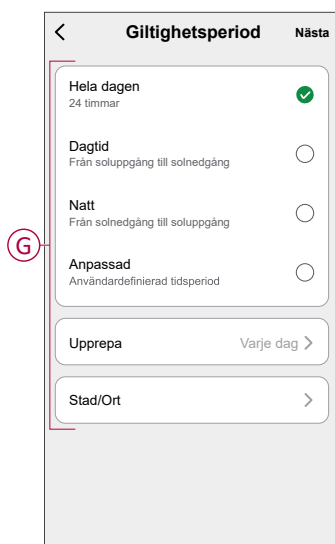 Giltighetsperiod Nästa
Hela dagen
24 timmar
Dagtid
Från soluppgång till solnedgång
Natt
Från solnedgång till soluppgång
G
Anpassad
Användardefinierad tidsperiod
Upprepa Varje dag
Stad/Ort